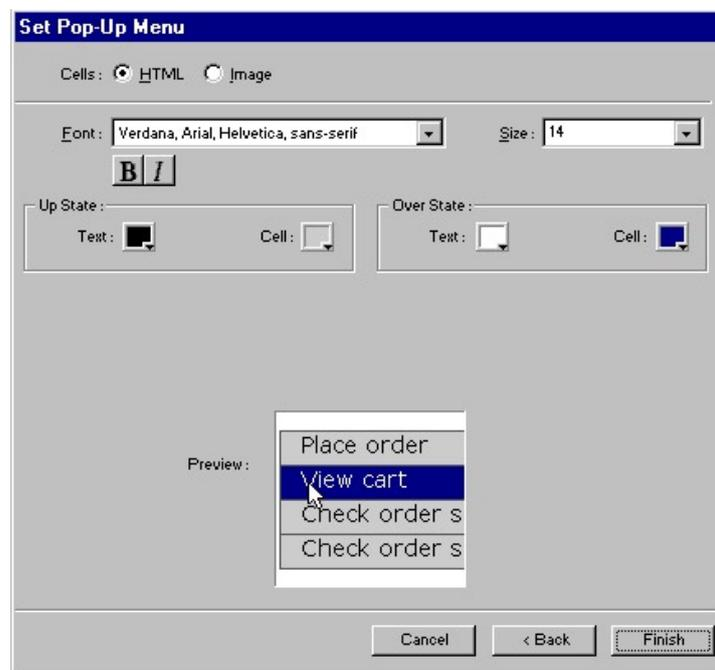 Set Pop-Up Menu
Cells: HTML Image
Font: Verdana, Arial, Helvetica, sans-serif Size: 14
B I
Up State: Over State:
Text: Cell: Text: Cell:
Place order
Preview:
View cart
Check order s
Check order s
Cancel < Back Finish